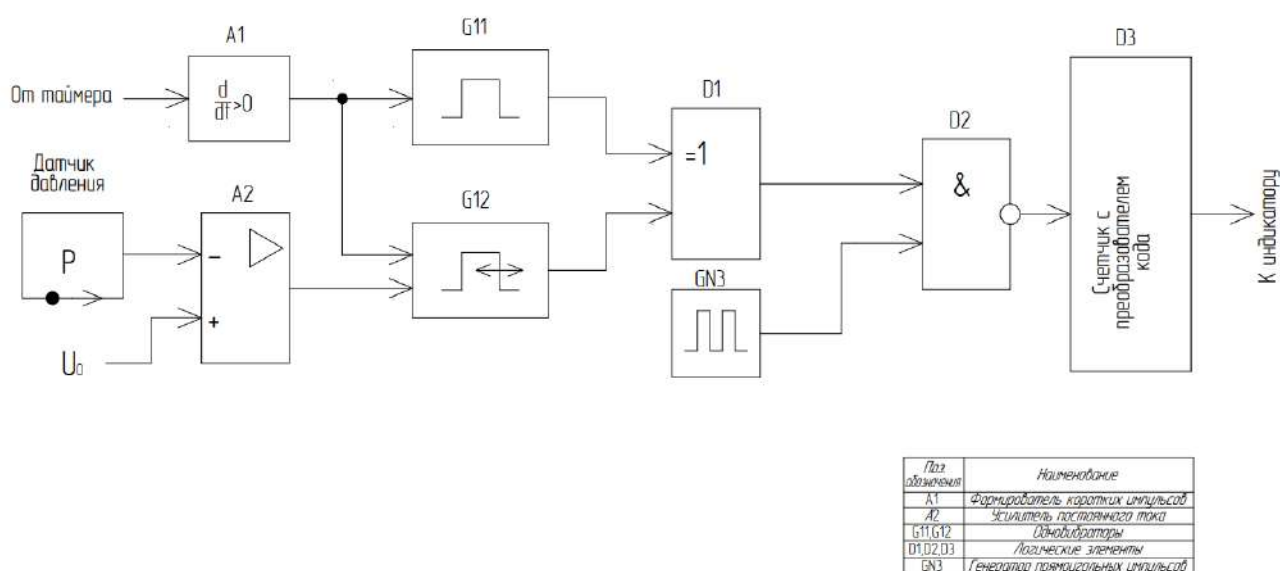 A1
G11
D3
От таймера
d
dt >0
D1
=1
D2
&
Датчик
давления
P
A2
−
+
U₀
G12
GN3
Счетчик с
преобразователем
кода
К индикатору
Поз. обозначения
Наименование
A1
Формирователь коротких импульсов
A2
Усилитель постоянного тока
G11,G12
Одновибраторы
D1,D2,D3
Логические элементы
GN3
Генератор прямоугольных импульсов